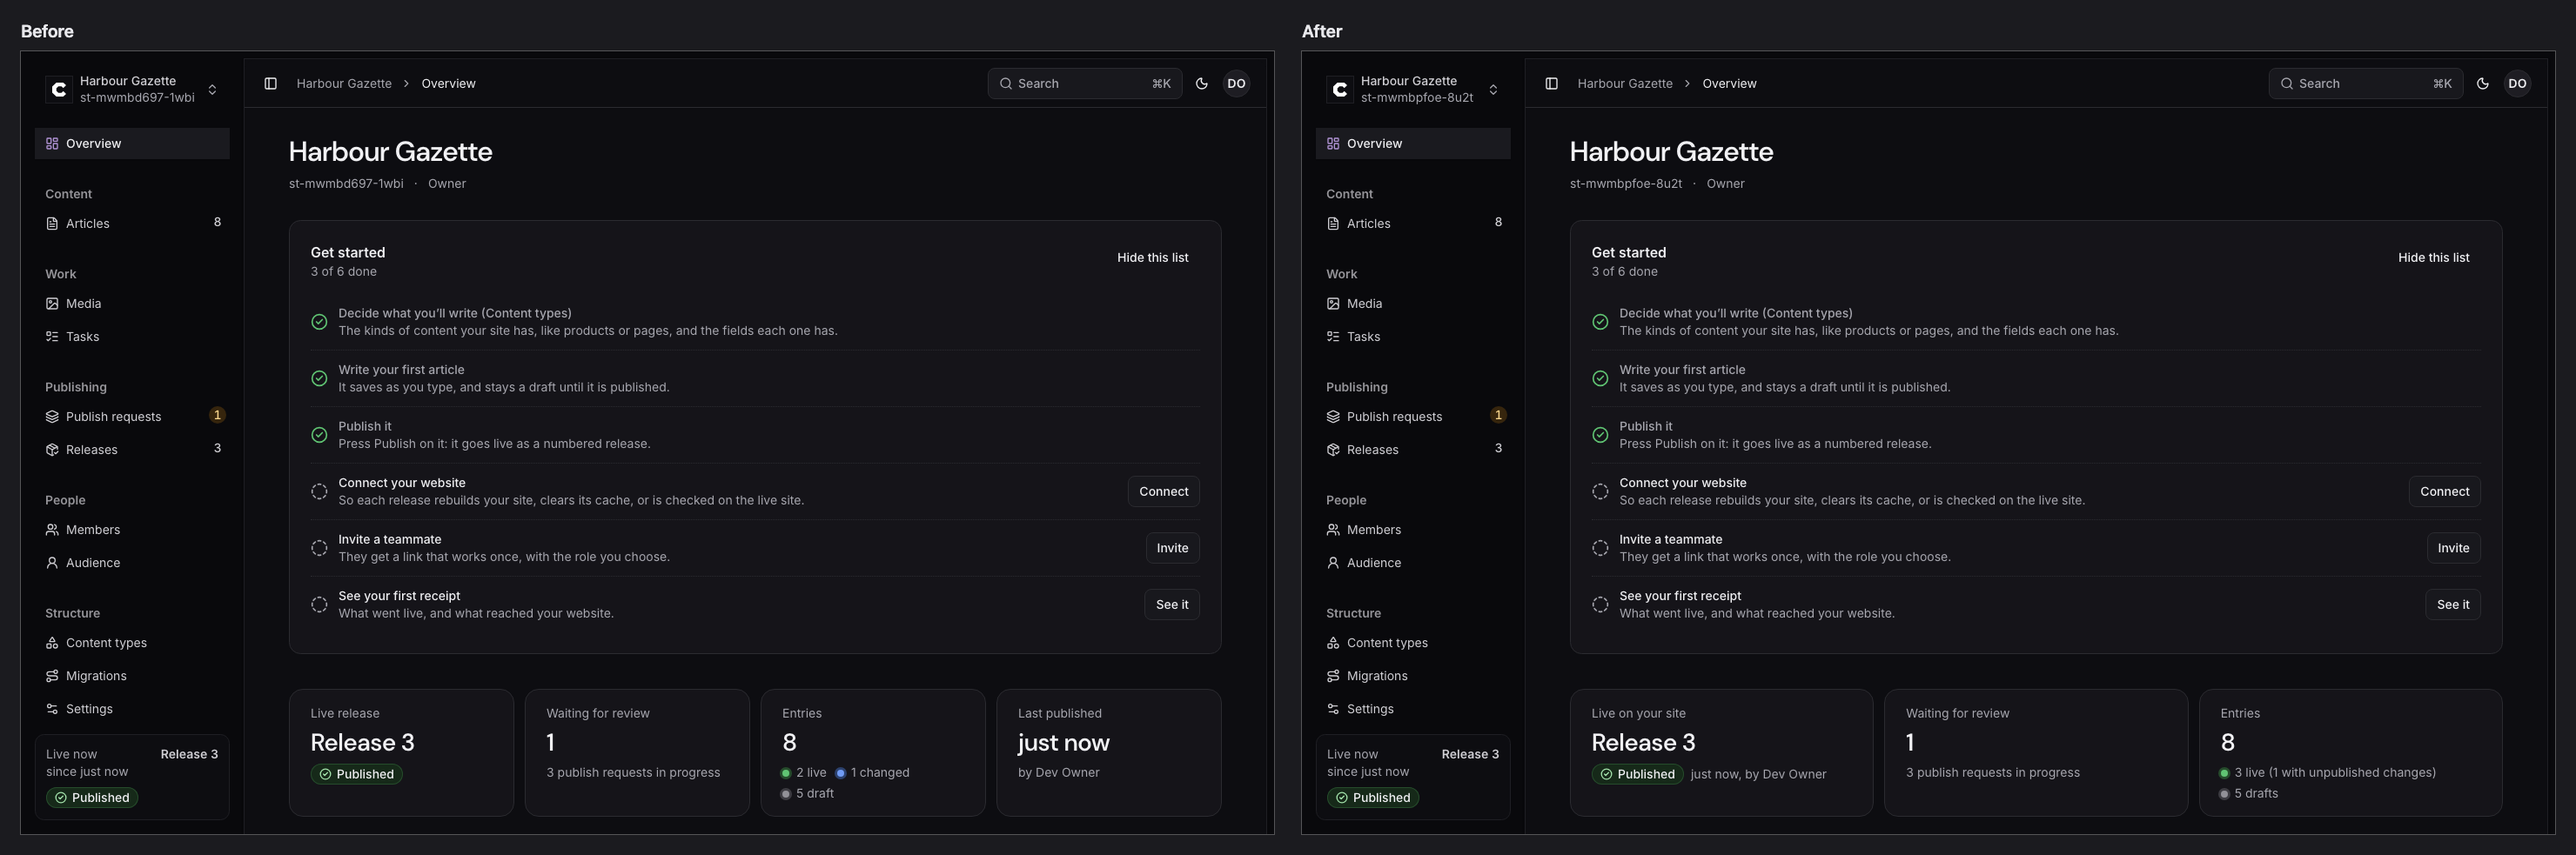 Before
Harbour Gazette
st-mwmbd697-1wbi
Overview
Content
Articles 8
Work
Media
Tasks
Publishing
Publish requests 1
Releases 3
People
Members
Audience
Structure
Content types
Migrations
Settings
Live now Release 3
since just now
Published
Harbour Gazette > Overview
Search ⌘K
DO
Harbour Gazette
st-mwmbd697-1wbi · Owner
Get started
3 of 6 done
Hide this list
Decide what you’ll write (Content types)
The kinds of content your site has, like products or pages, and the fields each one has.
Write your first article
It saves as you type, and stays a draft until it is published.
Publish it
Press Publish on it: it goes live as a numbered release.
Connect your website
So each release rebuilds your site, clears its cache, or is checked on the live site.
Connect
Invite a teammate
They get a link that works once, with the role you choose.
Invite
See your first receipt
What went live, and what reached your website.
See it
Live release
Release 3
Published
Waiting for review
1
3 publish requests in progress
Entries
8
2 live 1 changed
5 draft
Last published
just now
by Dev Owner
After
Harbour Gazette
st-mwmbpfoe-8u2t
Overview
Content
Articles 8
Work
Media
Tasks
Publishing
Publish requests 1
Releases 3
People
Members
Audience
Structure
Content types
Migrations
Settings
Live now Release 3
since just now
Published
Harbour Gazette > Overview
Search ⌘K
DO
Harbour Gazette
st-mwmbpfoe-8u2t · Owner
Get started
3 of 6 done
Hide this list
Decide what you’ll write (Content types)
The kinds of content your site has, like products or pages, and the fields each one has.
Write your first article
It saves as you type, and stays a draft until it is published.
Publish it
Press Publish on it: it goes live as a numbered release.
Connect your website
So each release rebuilds your site, clears its cache, or is checked on the live site.
Connect
Invite a teammate
They get a link that works once, with the role you choose.
Invite
See your first receipt
What went live, and what reached your website.
See it
Live on your site
Release 3
Published just now, by Dev Owner
Waiting for review
1
3 publish requests in progress
Entries
8
3 live (1 with unpublished changes)
5 drafts